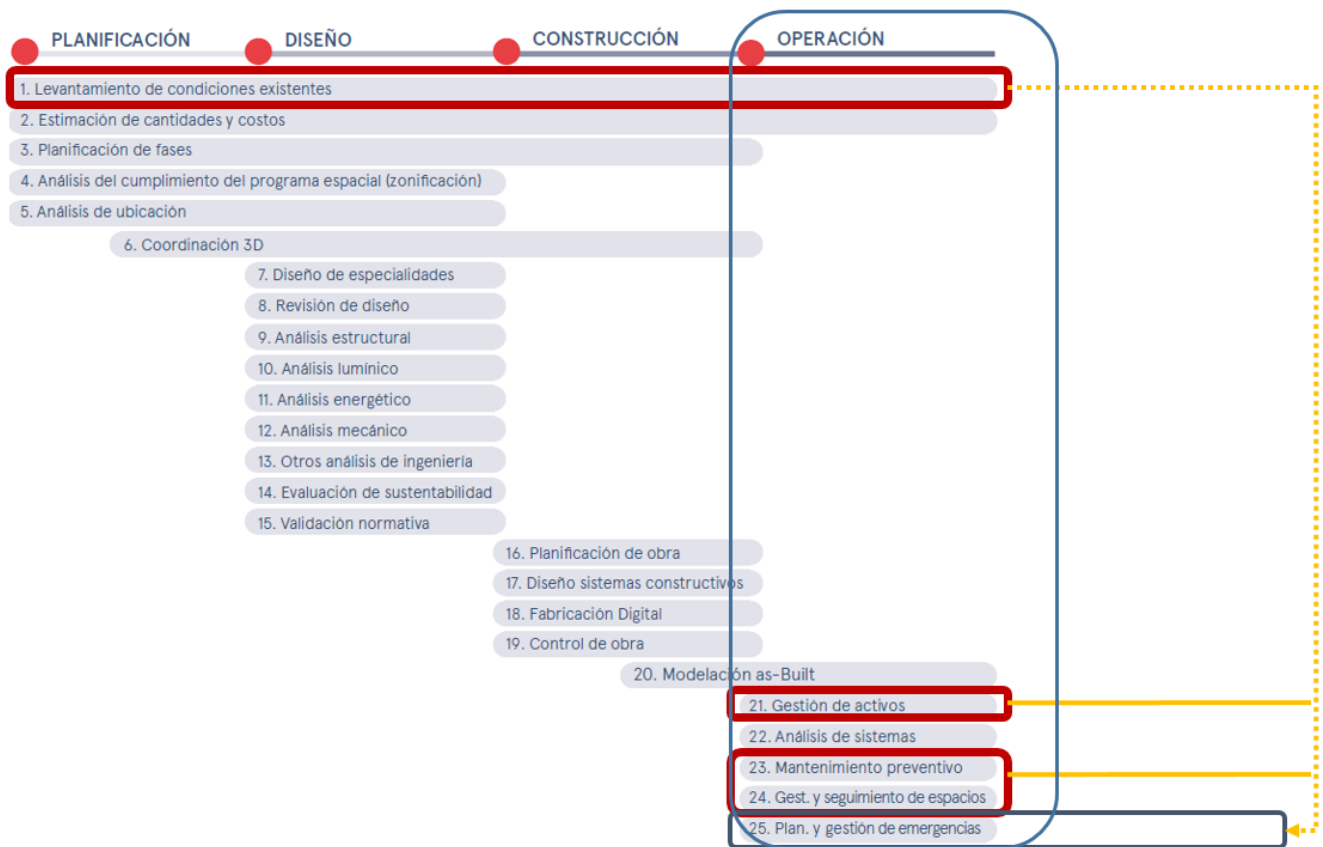 PLANIFICACIÓN DISEÑO CONSTRUCCIÓN OPERACIÓN
1. Levantamiento de condiciones existentes
2. Estimación de cantidades y costos
3. Planificación de fases
4. Análisis del cumplimiento del programa espacial (zonificación)
5. Análisis de ubicación
6. Coordinación 3D
7. Diseño de especialidades
8. Revisión de diseño
9. Análisis estructural
10. Análisis lumínico
11. Análisis energético
12. Análisis mecánico
13. Otros análisis de ingeniería
14. Evaluación de sustentabilidad
15. Validación normativa
16. Planificación de obra
17. Diseño sistemas constructivos
18. Fabricación Digital
19. Control de obra
20. Modelación as-Built
21. Gestión de activos
22. Análisis de sistemas
23. Mantenimiento preventivo
24. Gest. y seguimiento de espacios
25. Plan. y gestión de emergencias